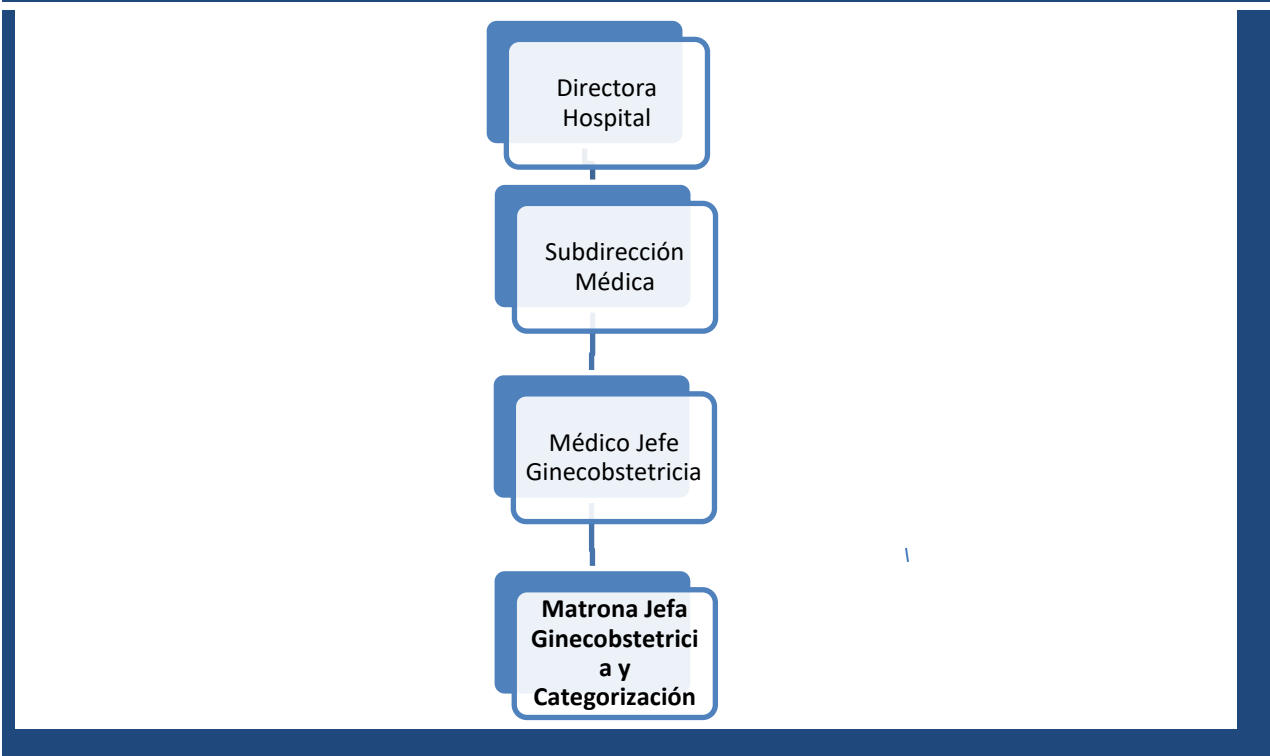 Directora
Hospital
Subdirección
Médica
Médico Jefe
Ginecobstetricia
Matrona Jefa
Ginecobstetrici
a y
Categorización